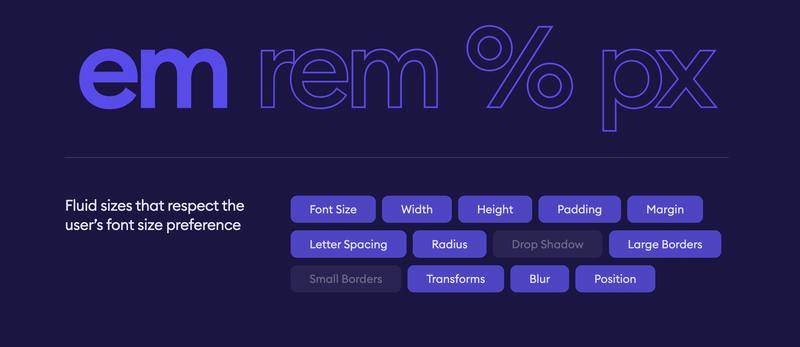 em rem % px
Fluid sizes that respect the
user's font size preference
Font Size Width Height Padding Margin
Letter Spacing Radius Drop Shadow Large Borders
Small Borders Transforms Blur Position